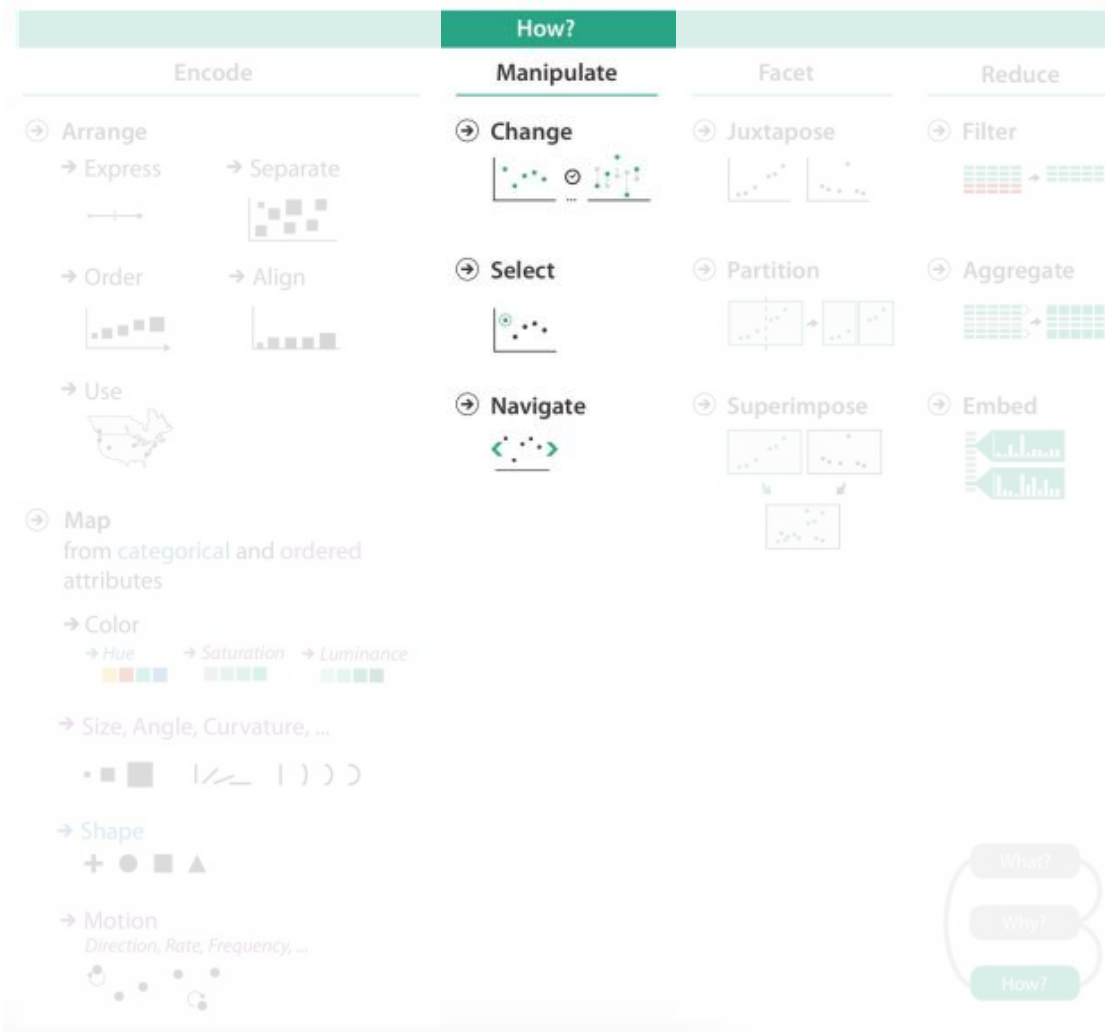 How?
Encode
Manipulate
Facet
Reduce
Arrange
Express
Separate
Order
Align
Use
Map
from categorical and ordered
attributes
Color
Hue
Saturation
Luminance
Size, Angle, Curvature, ...
Shape
Motion
Direction, Rate, Frequency, ...
Change
...
Select
Navigate
Juxtapose
Partition
Superimpose
Filter
Aggregate
Embed
What?
Why?
How?